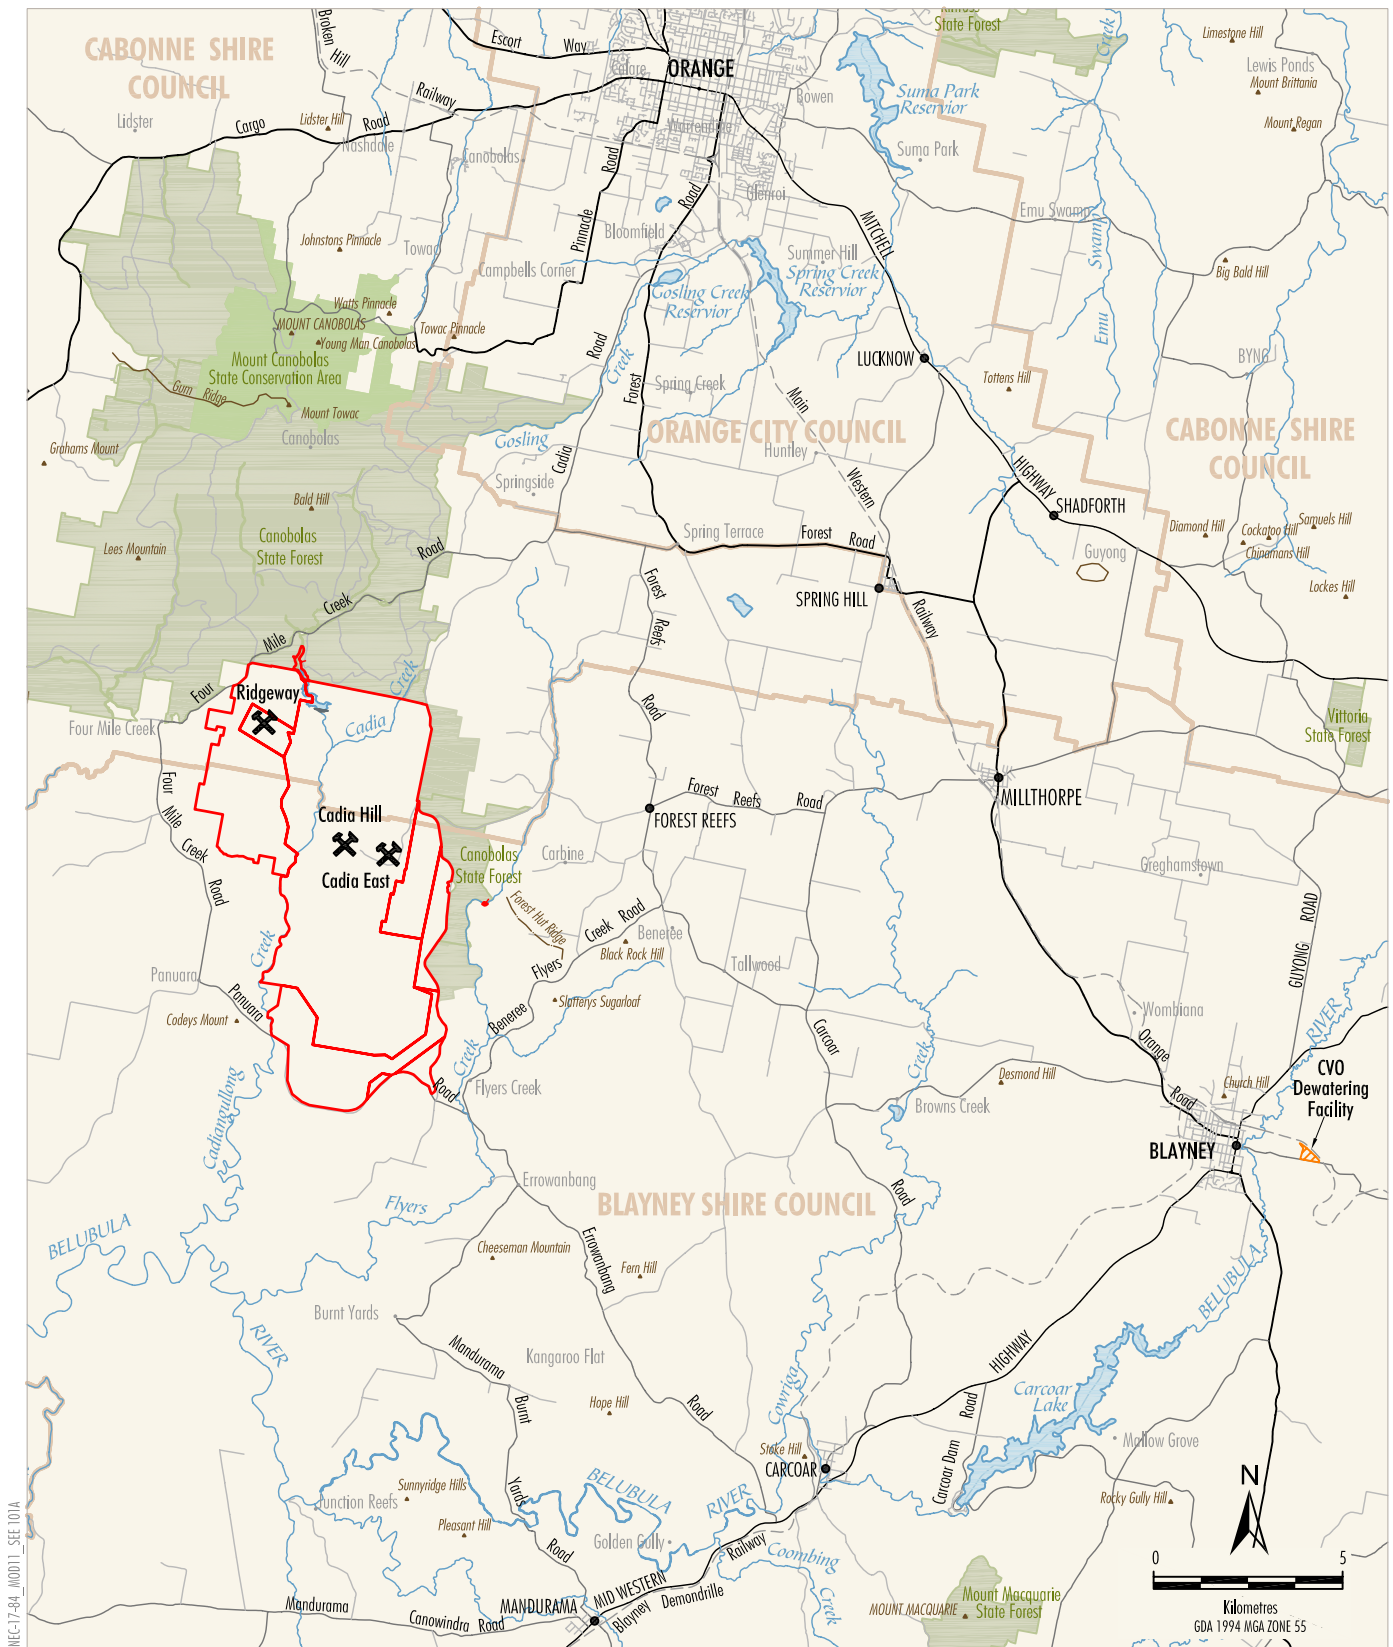 CABONNE SHIRE
COUNCIL
Broken
Hill
Escort Way
Calare
ORANGE
Kinross
State Forest
Creek
Limestone Hill
Lewis Ponds
Mount Brittania
Mount Regan
Railway
Bowen
Suma Park
Reservior
Lidster
Cargo Road
Lidster Hill
Nashdale
Canobolas
Warrendine
Suma Park
Glenroi
Road
Pinnacle
Road
Emu Swamp
Emu Swamp
Johnstons Pinnacle
Towac
Campbells Corner
Bloomfield
MITCHELL
Summer Hill
Spring Creek
Reservior
Gosling Creek
Reservior
Big Bald Hill
Watts Pinnacle
MOUNT CANOBOLAS
Young Man Canobolas
Towac Pinnacle
Mount Canobolas
State Conservation Area
Gum Ridge
Mount Towac
Canobolas
Road
Creek
Forest
Spring Creek
LUCKNOW
Tottens Hill
BYNG
Main
Grahams Mount
Gosling
Cadia
ORANGE CITY COUNCIL
Huntley
Western
CABONNE SHIRE
COUNCIL
HIGHWAY
Springside
Bald Hill
SHADFORTH
Canobolas
State Forest
Lees Mountain
Road
Spring Terrace
Forest Road
Guyong
Diamond Hill
Cockatoo Hill
Samuels Hill
Chinamans Hill
Lockes Hill
Creek
Mile
Four
Forest
Reefs
Road
SPRING HILL
Railway
Ridgeway
Creek
Cadia
Four Mile Creek
Vittoria
State Forest
Four
Mile
Creek
Road
Cadia Hill
Cadia East
Forest Reefs Road
FOREST REEFS
MILLTHORPE
Canobolas
State Forest
Carbine
Greghamstown
Forest Hut Ridge
Creek Road
Flyers
Beneree
Beneree
Black Rock Hill
Tallwood
GUYONG ROAD
Creek
Panuara
Panuara
Codeys Mount
Slatterys Sugarloaf
Wombiana
RIVER
Carcoar
Orange
Road
CVO
Dewatering
Facility
Creek
Road
Flyers Creek
Creek
Desmond Hill
Browns Creek
Church Hill
BLAYNEY
Cadiangullong
Errowanbang
Flyers
BLAYNEY SHIRE COUNCIL
Road
BELUBULA
Cheeseman Mountain
Errowanbang
Fern Hill
BELUBULA
Burnt Yards
RIVER
Mandurama
Kangaroo Flat
HIGHWAY
Burnt
Hope Hill
Road
Cowriga
Carcoar
Lake
Road
Stoke Hill
Mallow Grove
CARCOAR
Carcoar Dam
Sunnyridge Hills
Junction Reefs
Yards
BELUBULA
RIVER
Rocky Gully Hill
Pleasant Hill
Road
Golden Gully
Railway
Coombing
Creek
N
0 5
Kilometres
GDA 1994 MGA ZONE 55
Mandurama
Canowindra Road
MANDURAMA
MID WESTERN
Blayney Demondrille
MOUNT MACQUARIE
Mount Macquarie
State Forest
NEC-17-84_MOD11_SEE 101A